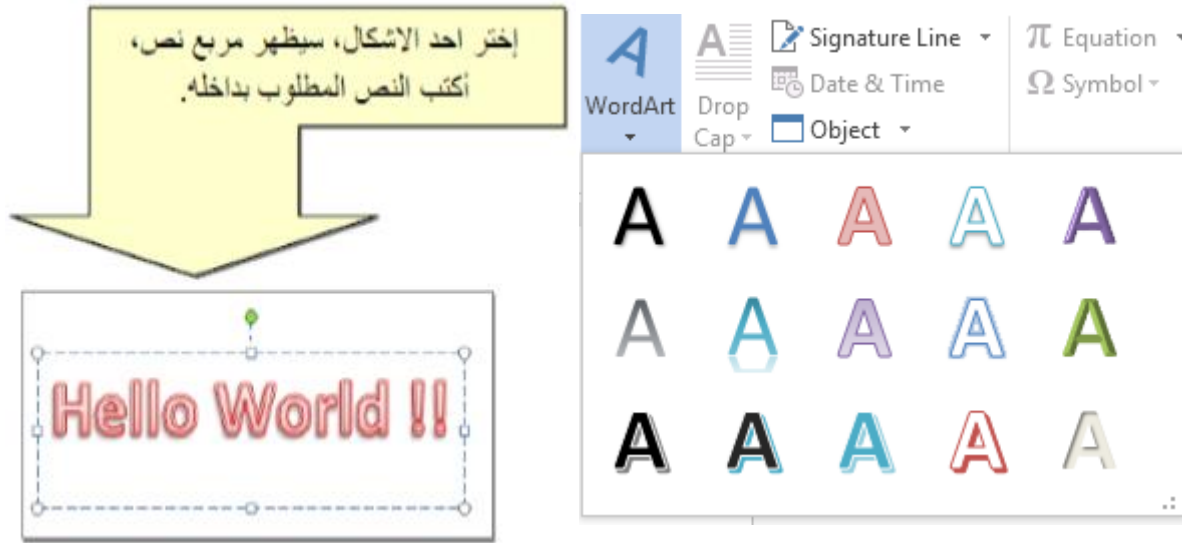 إختر احد الاشكال، سيظهر مربع نص،
أكتب النص المطلوب بداخله.
Hello World !!
WordArt
Drop
Cap
Signature Line
Date & Time
Object
π Equation
Ω Symbol
A A A A A
A A A A A
A A A A A